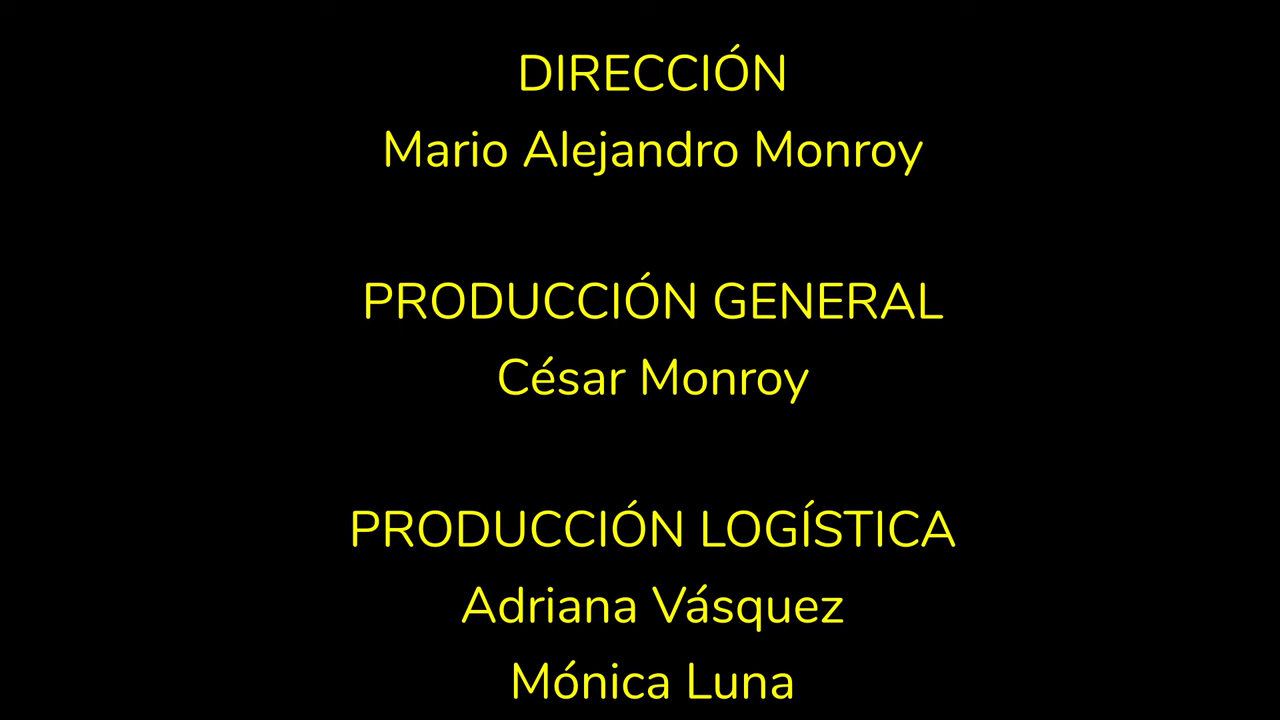 DIRECCIÓN
Mario Alejandro Monroy
PRODUCCIÓN GENERAL
César Monroy
PRODUCCIÓN LOGÍSTICA
Adriana Vásquez
Mónica Luna